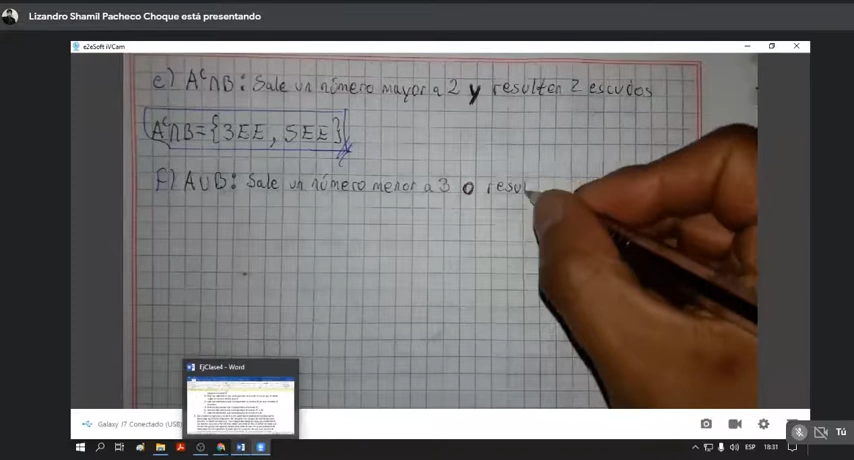 Lizandro Shamil Pacheco Choque está presentando
e2eSoft iVCam
e) Aᶜ∩B: Sale un número mayor a 2 y resulten 2 escudos
Aᶜ∩B = {3EE, 5EE}
f) A∪B: Sale un número menor a 3 o resul
EjClase4 - Word
Galaxy J7 Conectado (USB)
Tú
ESP
18:31